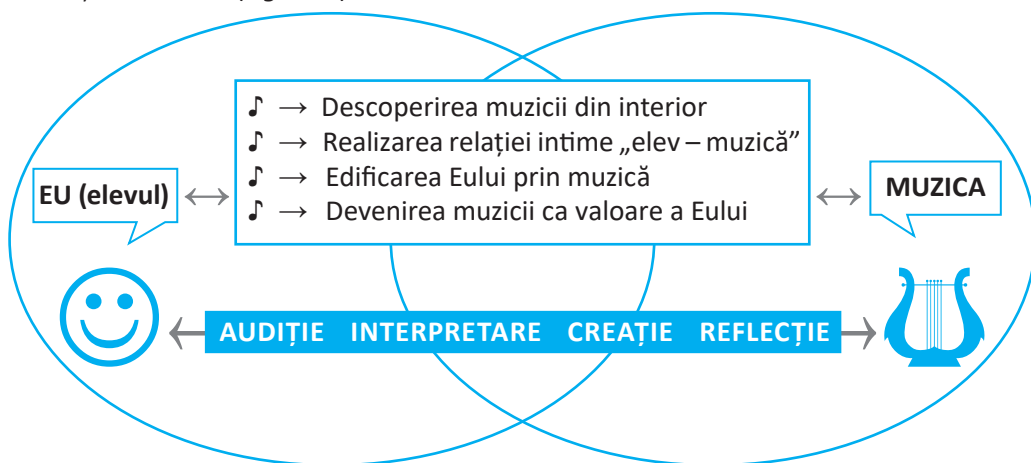 ♪ → Descoperirea muzicii din interior
♪ → Realizarea relației intime „elev – muzică”
♪ → Edificarea Eului prin muzică
♪ → Devenirea muzicii ca valoare a Eului
EU (elevul)
MUZICA
AUDIȚIE INTERPRETARE CREAȚIE REFLECȚIE